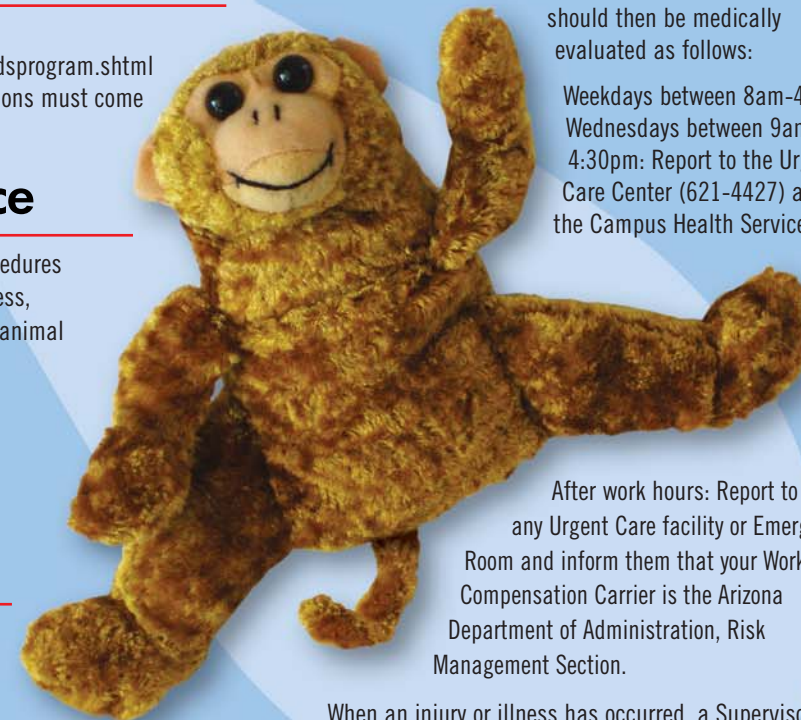 dsprogram.shtml
ons must come
ce
edures
ess,
animal
should then be medically
evaluated as follows:
Weekdays between 8am-4
Wednesdays between 9am
4:30pm: Report to the Ur
Care Center (621-4427) a
the Campus Health Service
After work hours: Report to
any Urgent Care facility or Emerg
Room and inform them that your Work
Compensation Carrier is the Arizona
Department of Administration, Risk
Management Section.
When an injury or illness has occurred, a Superviso